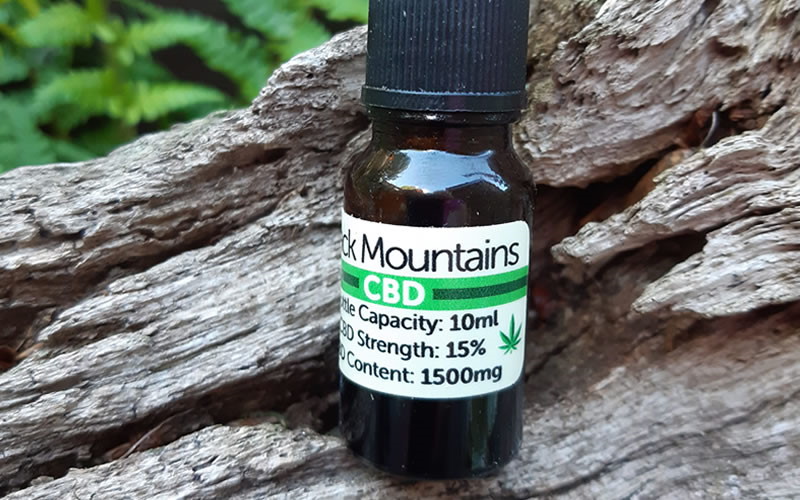 ck Mountains
CBD
ttle Capacity: 10ml
BD Strength: 15%
D Content: 1500mg